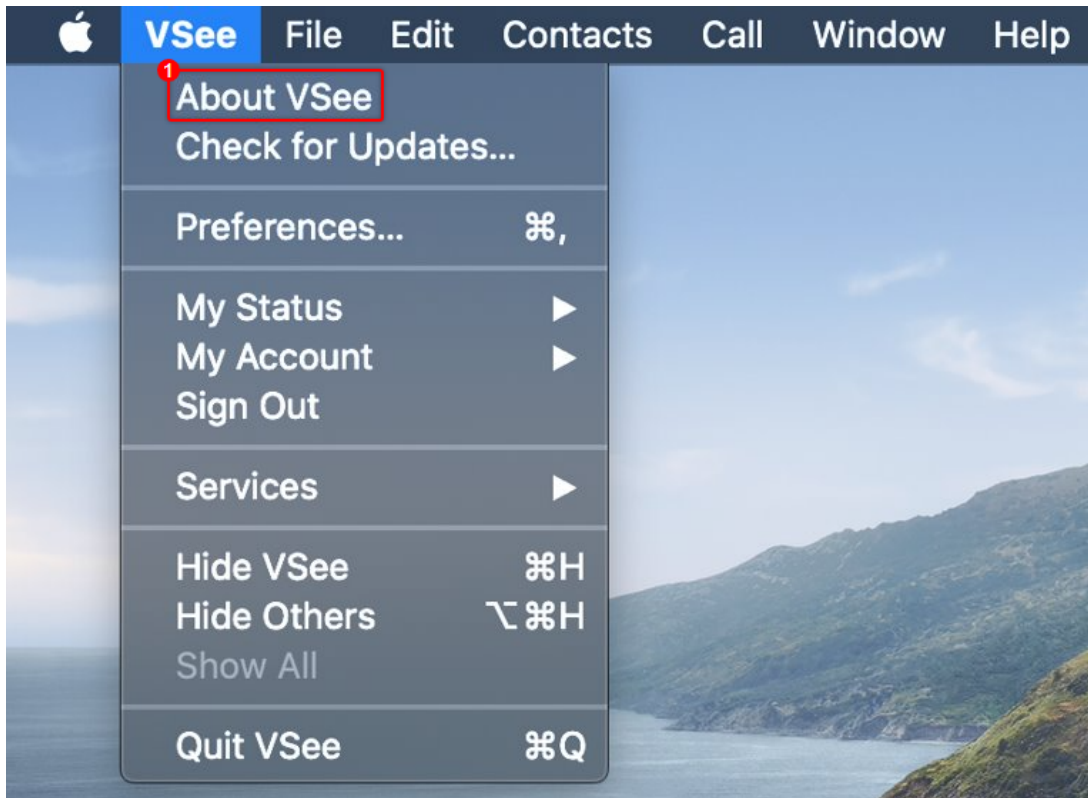 VSee File Edit Contacts Call Window Help
1
About VSee
Check for Updates...
Preferences... ⌘,
My Status ▶
My Account ▶
Sign Out
Services ▶
Hide VSee ⌘H
Hide Others ⌥⌘H
Show All
Quit VSee ⌘Q